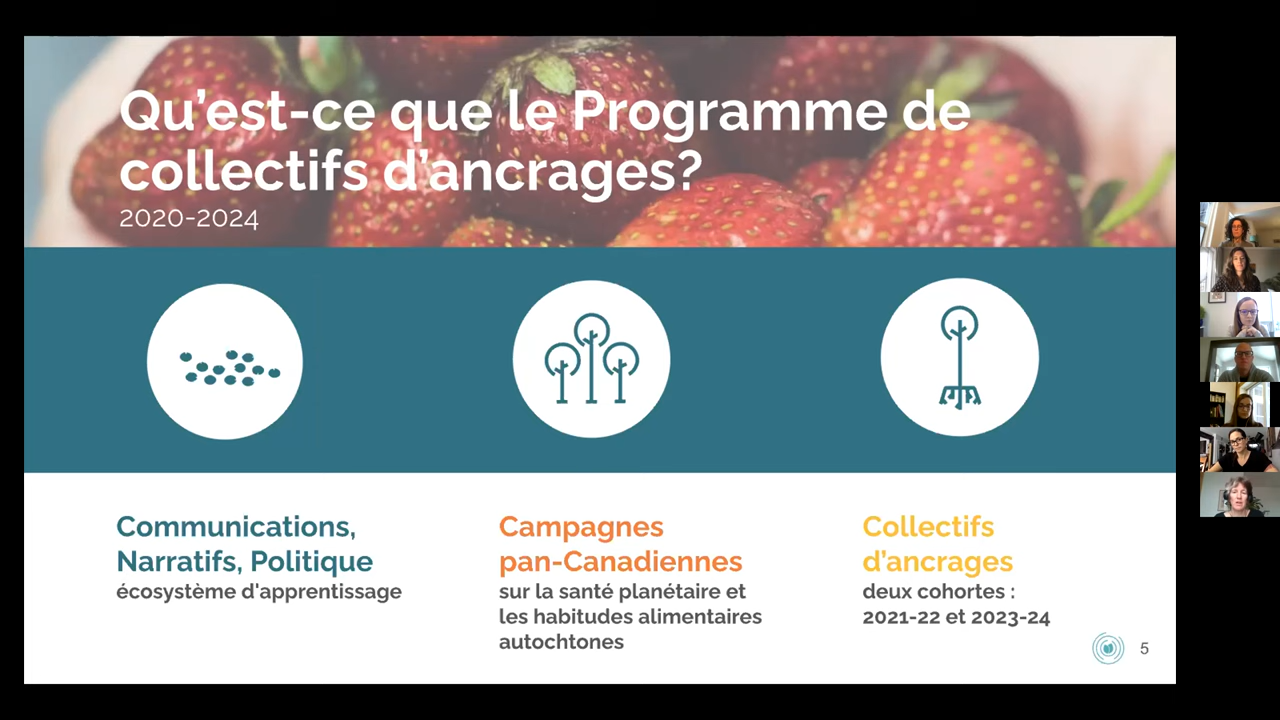 Qu’est-ce que le Programme de
collectifs d’ancrages?
2020-2024
Communications,
Narratifs, Politique
écosystème d'apprentissage
Campagnes
pan-Canadiennes
sur la santé planétaire et
les habitudes alimentaires
autochtones
Collectifs
d’ancrages
deux cohortes :
2021-22 et 2023-24
5